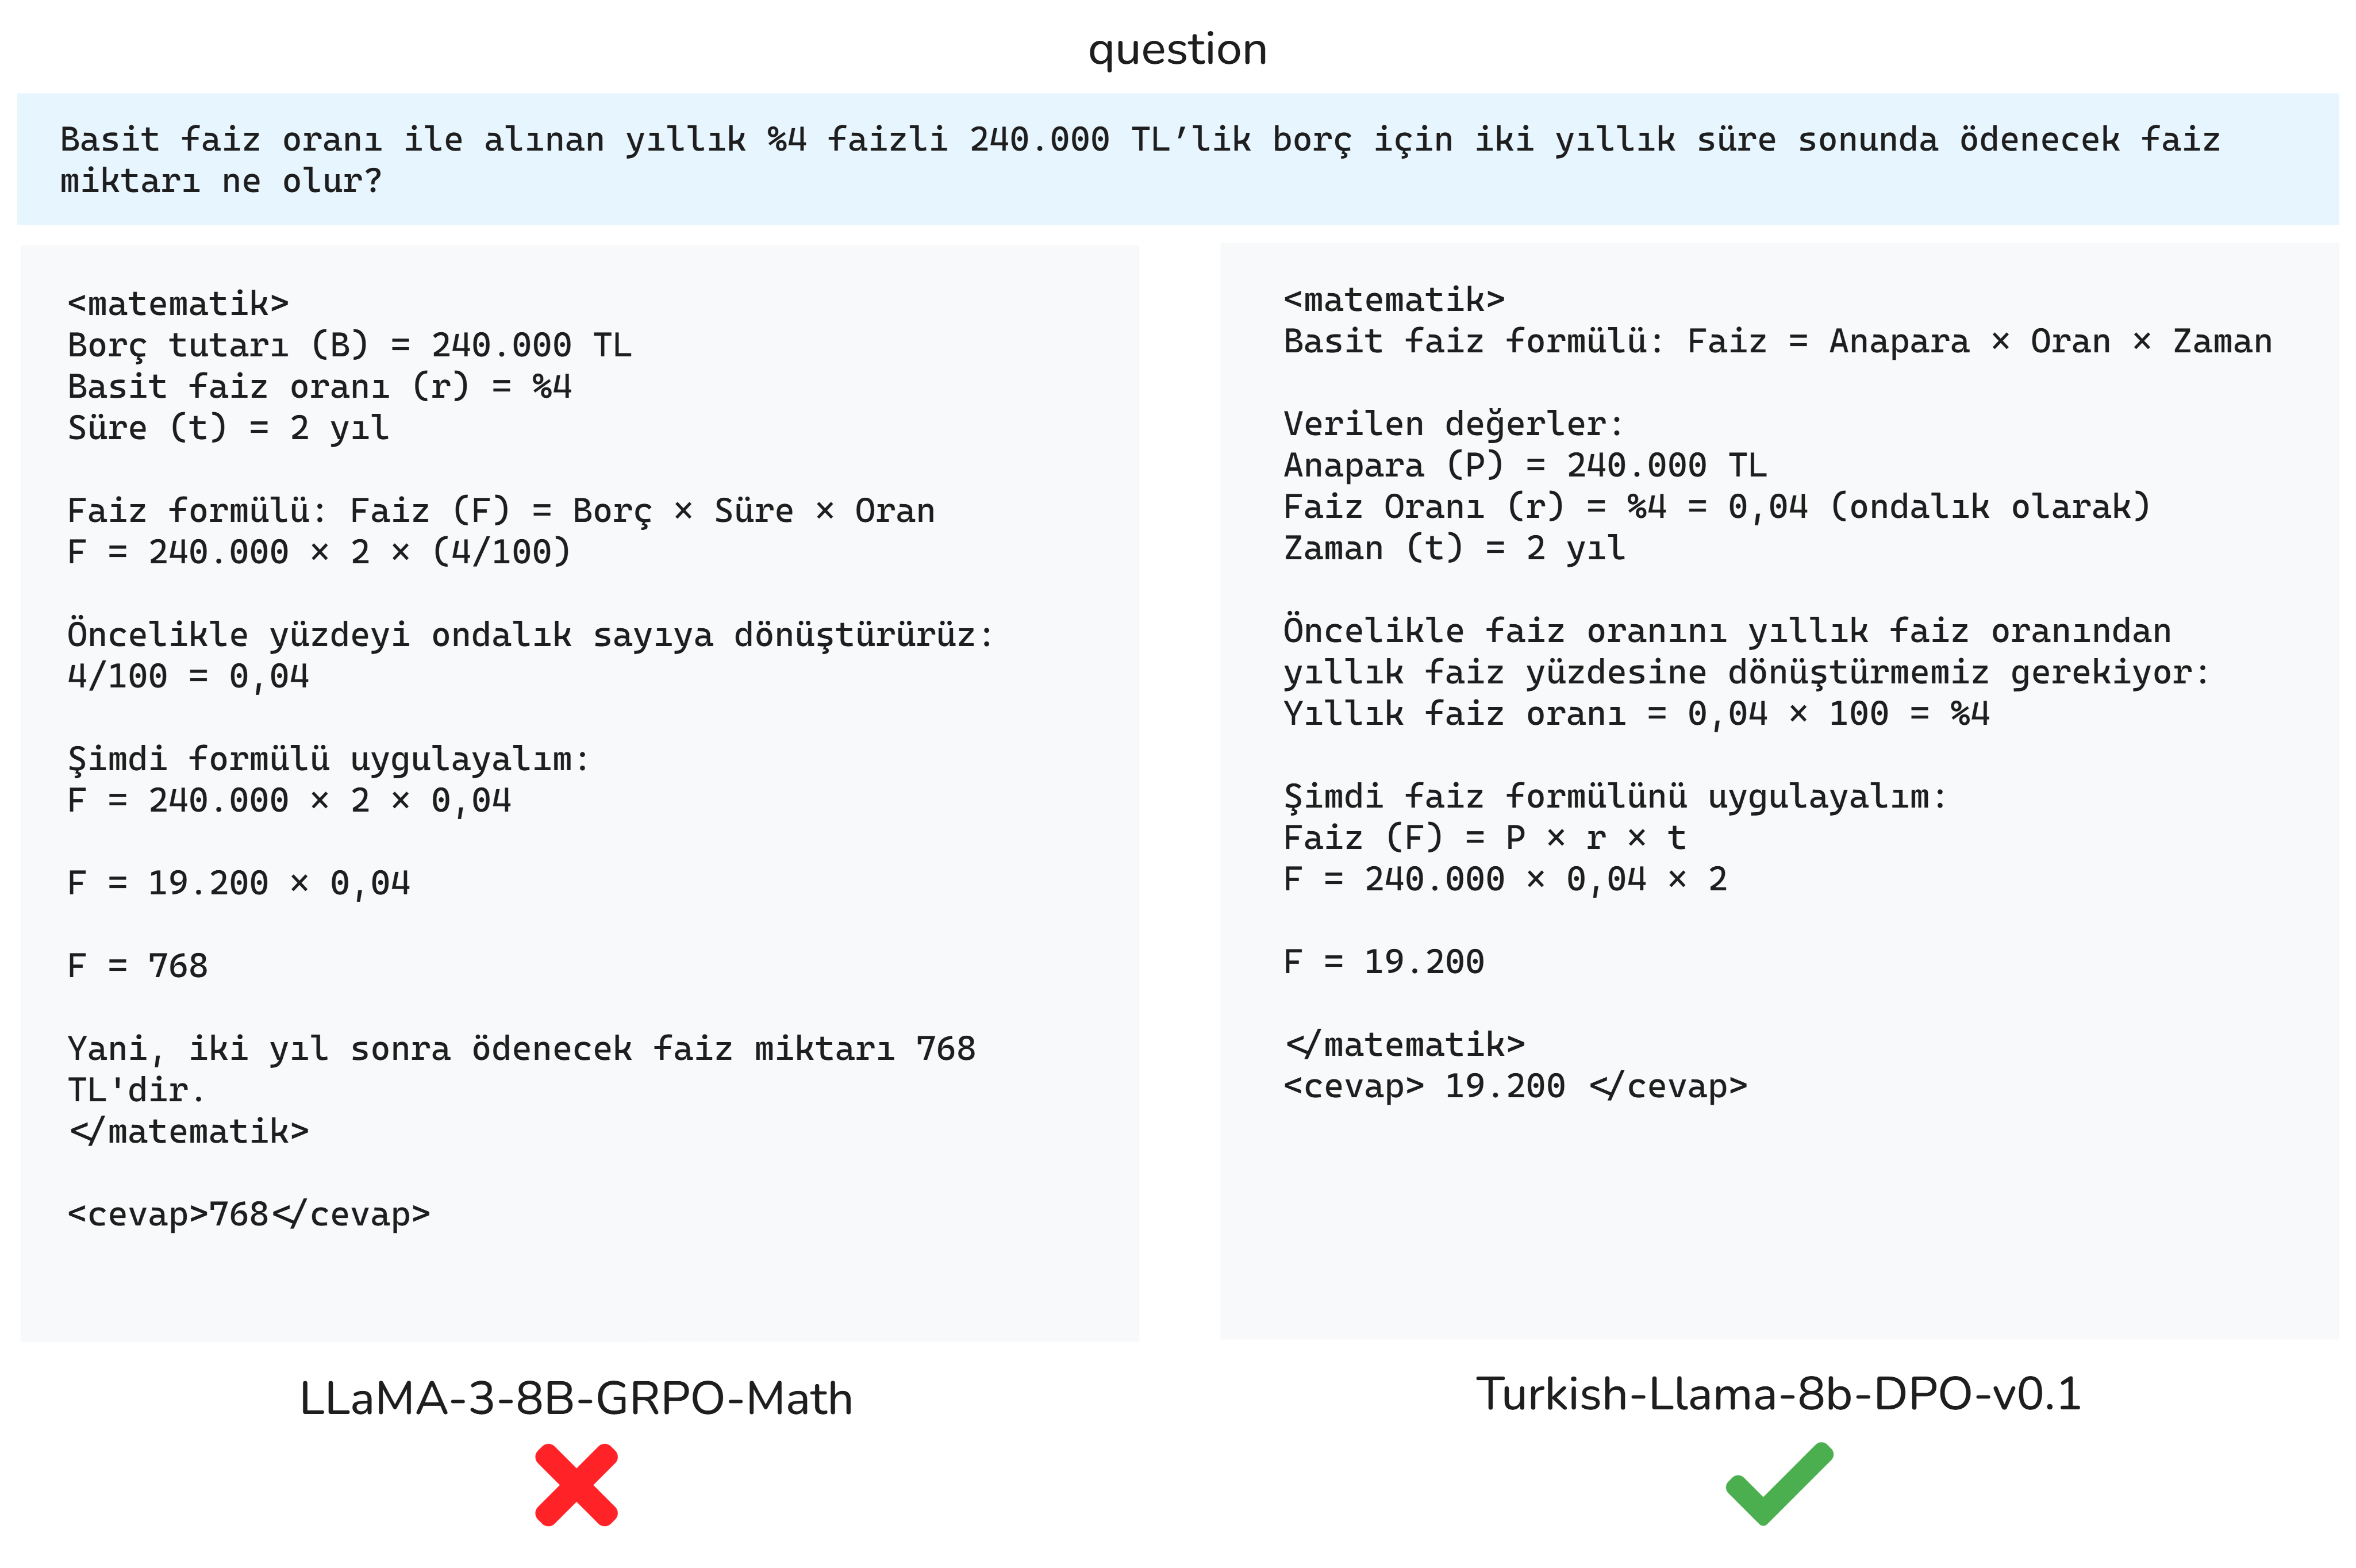 question
Basit faiz oranı ile alınan yıllık %4 faizli 240.000 TL’lik borç için iki yıllık süre sonunda ödenecek faiz
miktarı ne olur?
<matematik>
Borç tutarı (B) = 240.000 TL
Basit faiz oranı (r) = %4
Süre (t) = 2 yıl
Faiz formülü: Faiz (F) = Borç × Süre × Oran
F = 240.000 × 2 × (4/100)
Öncelikle yüzdeyi ondalık sayıya dönüştürürüz:
4/100 = 0,04
Şimdi formülü uygulayalım:
F = 240.000 × 2 × 0,04
F = 19.200 × 0,04
F = 768
Yani, iki yıl sonra ödenecek faiz miktarı 768
TL'dir.
</matematik>
<cevap>768</cevap>
LLaMA-3-8B-GRPO-Math
<matematik>
Basit faiz formülü: Faiz = Anapara × Oran × Zaman
Verilen değerler:
Anapara (P) = 240.000 TL
Faiz Oranı (r) = %4 = 0,04 (ondalık olarak)
Zaman (t) = 2 yıl
Öncelikle faiz oranını yıllık faiz oranından
yıllık faiz yüzdesine dönüştürmemiz gerekiyor:
Yıllık faiz oranı = 0,04 × 100 = %4
Şimdi faiz formülünü uygulayalım:
Faiz (F) = P × r × t
F = 240.000 × 0,04 × 2
F = 19.200
</matematik>
<cevap> 19.200 </cevap>
Turkish-Llama-8b-DPO-v0.1